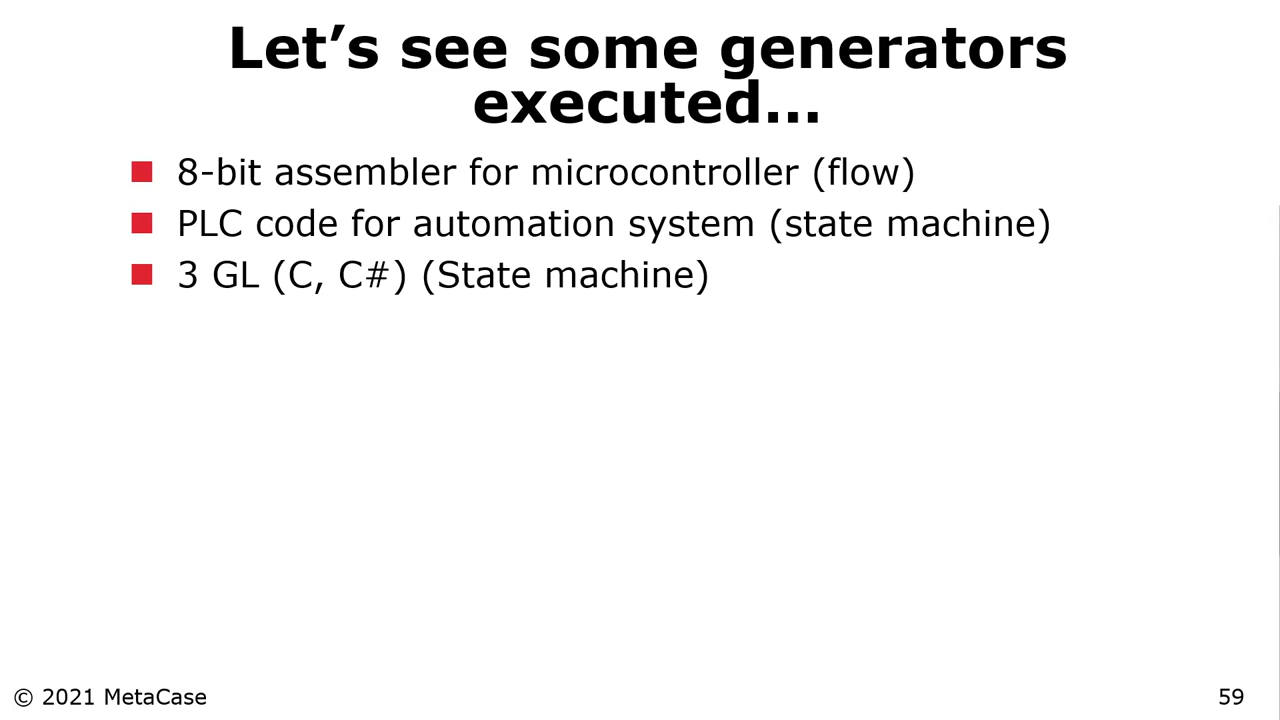 Let’s see some generators
executed…
8-bit assembler for microcontroller (flow)
PLC code for automation system (state machine)
3 GL (C, C#) (State machine)
© 2021 MetaCase
59